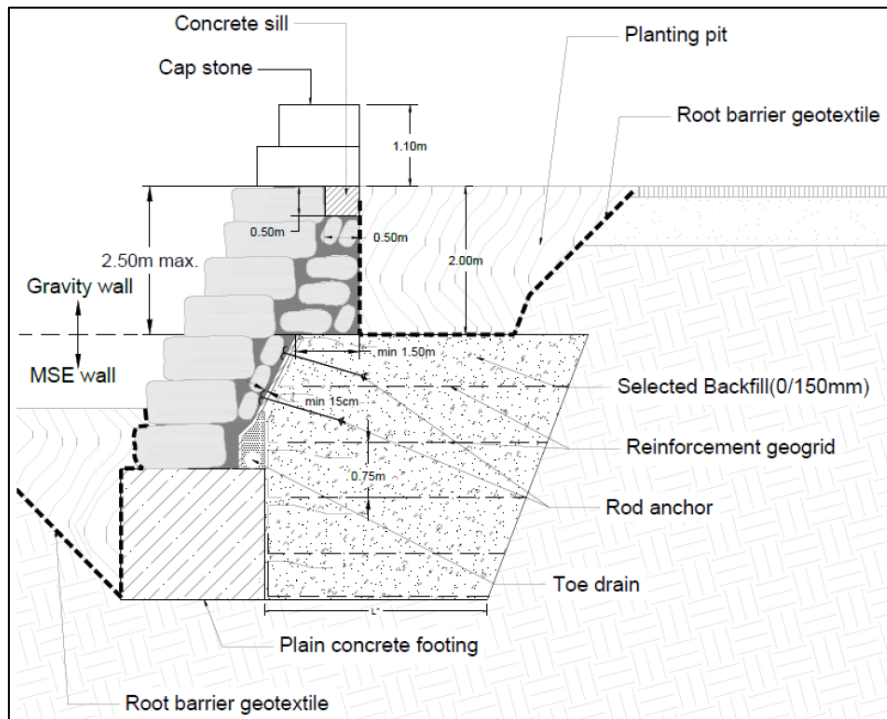 Concrete sill
Planting pit
Cap stone
Root barrier geotextile
1.10m
0.50m
0.50m
2.50m max.
2.00m
Gravity wall
min 1.50m
MSE wall
Selected Backfill(0/150mm)
min 15cm
Reinforcement geogrid
0.75m
Rod anchor
Toe drain
L*
Plain concrete footing
Root barrier geotextile